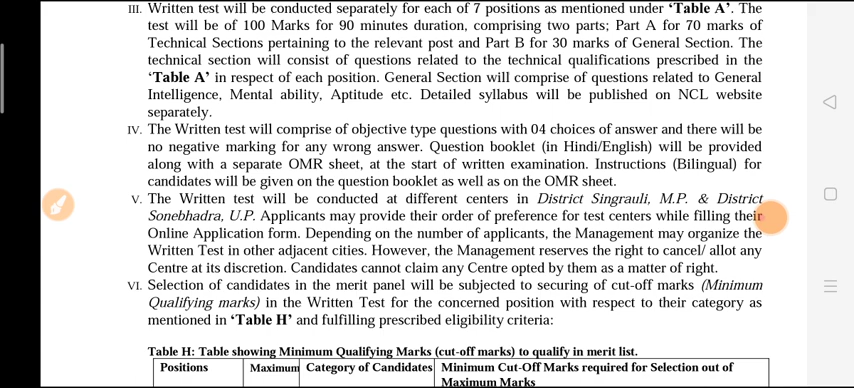 III. Written test will be conducted separately for each of 7 positions as mentioned under ‘Table A’. The
test will be of 100 Marks for 90 minutes duration, comprising two parts; Part A for 70 marks of
Technical Sections pertaining to the relevant post and Part B for 30 marks of General Section. The
technical section will consist of questions related to the technical qualifications prescribed in the
‘Table A’ in respect of each position. General Section will comprise of questions related to General
Intelligence, Mental ability, Aptitude etc. Detailed syllabus will be published on NCL website
separately.
IV. The Written test will comprise of objective type questions with 04 choices of answer and there will be
no negative marking for any wrong answer. Question booklet (in Hindi/English) will be provided
along with a separate OMR sheet, at the start of written examination. Instructions (Bilingual) for
candidates will be given on the question booklet as well as on the OMR sheet.
V. The Written test will be conducted at different centers in District Singrauli, M.P. & District
Sonebhadra, U.P. Applicants may provide their order of preference for test centers while filling their
Online Application form. Depending on the number of applicants, the Management may organize the
Written Test in other adjacent cities. However, the Management reserves the right to cancel/ allot any
Centre at its discretion. Candidates cannot claim any Centre opted by them as a matter of right.
VI. Selection of candidates in the merit panel will be subjected to securing of cut-off marks (Minimum
Qualifying marks) in the Written Test for the concerned position with respect to their category as
mentioned in ‘Table H’ and fulfilling prescribed eligibility criteria:
Table H: Table showing Minimum Qualifying Marks (cut-off marks) to qualify in merit list.
Positions Maximum Category of Candidates Minimum Cut-Off Marks required for Selection out of
Maximum Marks